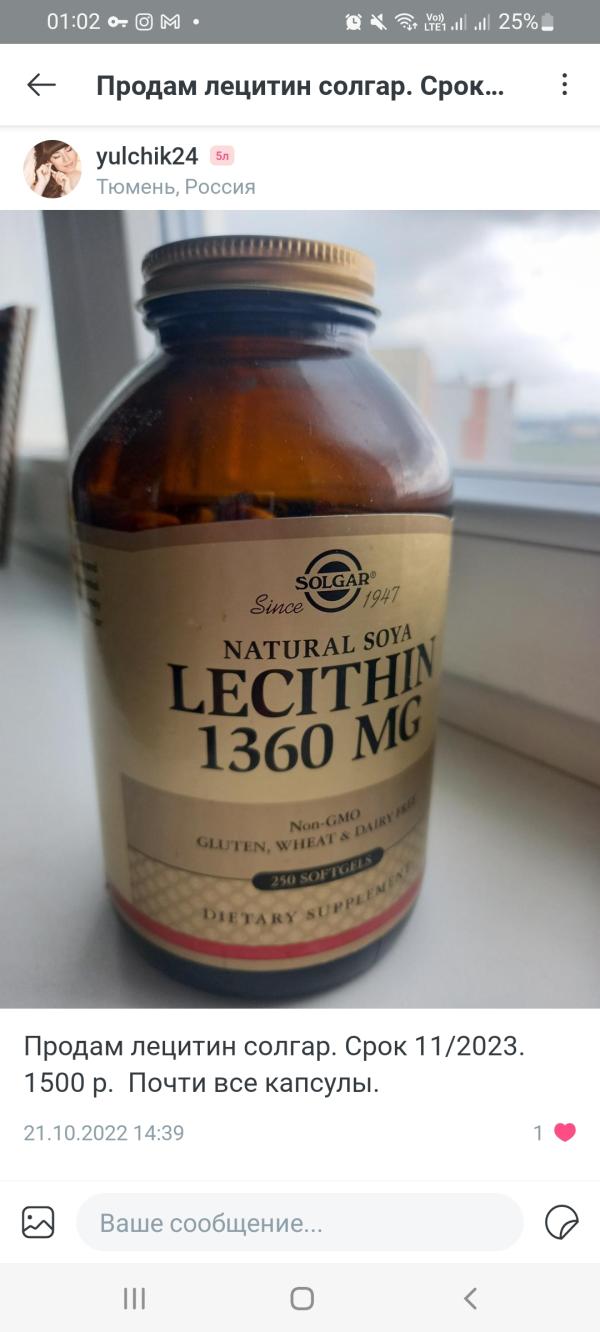 01:02
Vo))
LTE1
25%
Продам лецитин солгар. Срок...
yulchik24 5л
Тюмень, Россия
SOLGAR®
Since 1947
NATURAL SOYA
LECITHIN
1360 MG
Non-GMO
GLUTEN, WHEAT & DAIRY FREE
250 SOFTGELS
DIETARY SUPPLEMENT
Продам лецитин солгар. Срок 11/2023.
1500 р. Почти все капсулы.
21.10.2022 14:39
1
Ваше сообщение...